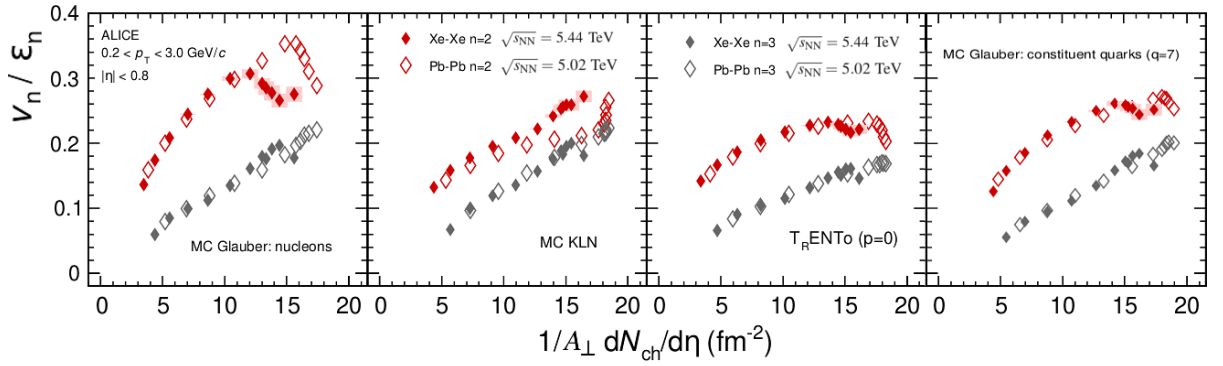 ALICE
0.2 < p_T < 3.0 GeV/c
|η| < 0.8
MC Glauber: nucleons
Xe-Xe n=2 √s_NN = 5.44 TeV
Pb-Pb n=2 √s_NN = 5.02 TeV
MC KLN
Xe-Xe n=3 √s_NN = 5.44 TeV
Pb-Pb n=3 √s_NN = 5.02 TeV
T_RENTo (p=0)
MC Glauber: constituent quarks (q=7)
v_n / ε_n
0.4
0.3
0.2
0.1
0
0 5 10 15 20
0 5 10 15 20
0 5 10 15 20
0 5 10 15 20
1/A_⊥ dN_ch/dη (fm^-2)